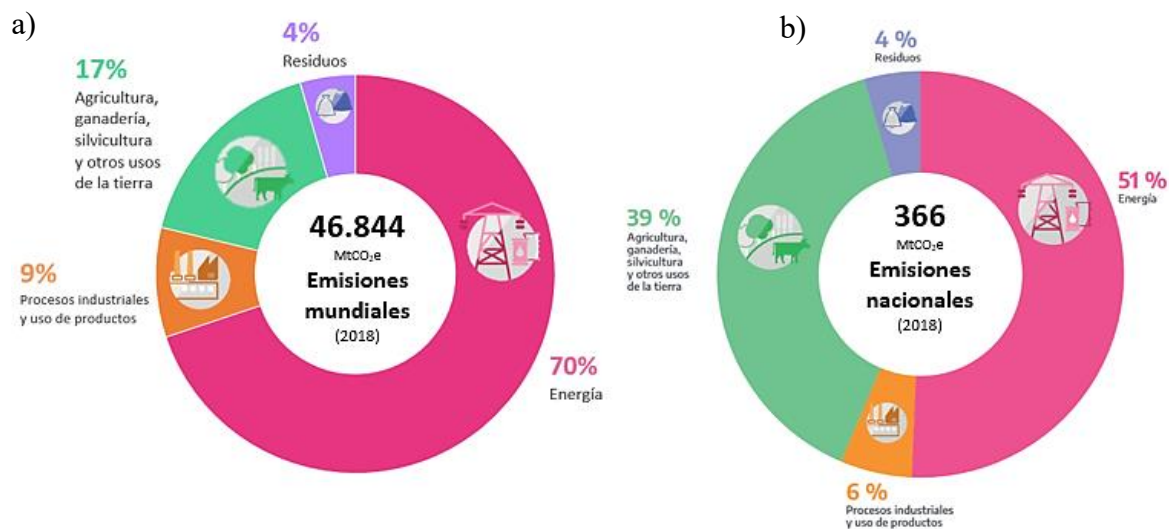 a)
4%
Residuos
17%
Agricultura,
ganadería,
silvicultura
y otros usos
de la tierra
46.844
MtCO₂e
Emisiones
mundiales
(2018)
9%
Procesos industriales
y uso de productos
70%
Energía
b)
4 %
Residuos
51 %
Energía
39 %
Agricultura,
ganadería,
silvicultura
y otros usos
de la tierra
366
MtCO₂e
Emisiones
nacionales
(2018)
6 %
Procesos industriales
y uso de productos